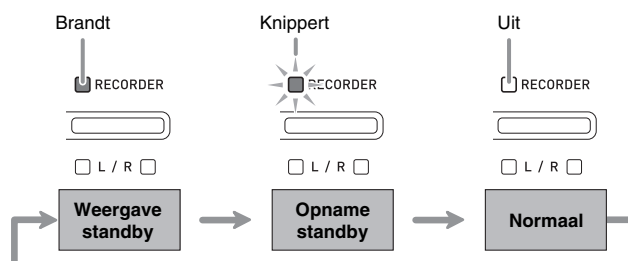 Brandt
Knippert
Uit
RECORDER
RECORDER
RECORDER
L / R
L / R
L / R
Weergave
standby
Opname
standby
Normaal